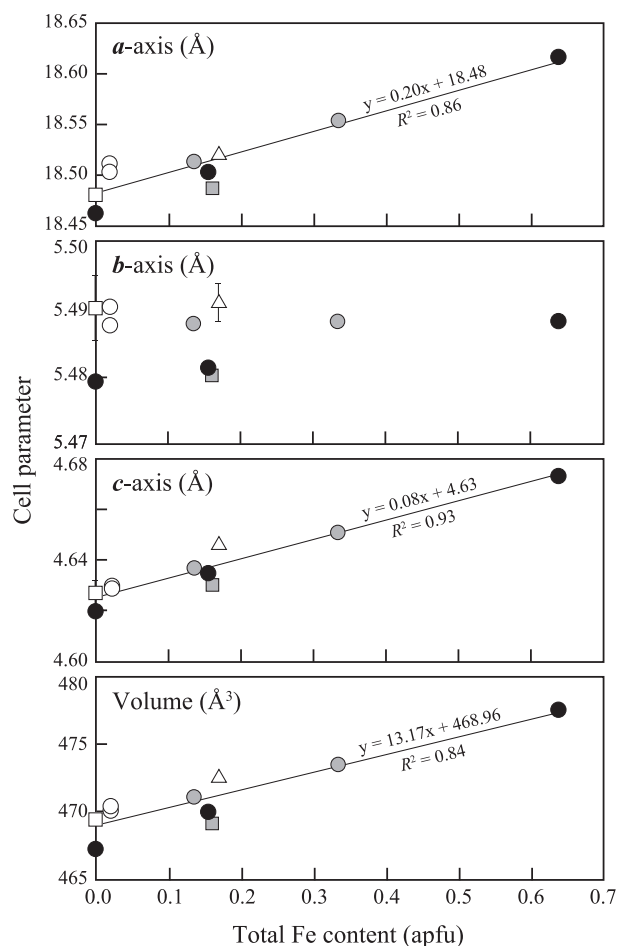 18.65
a-axis (Å)
18.60
y = 0.20x + 18.48
R² = 0.86
18.55
18.50
18.45
5.50
b-axis (Å)
5.49
5.48
5.47
Cell parameter
4.68
c-axis (Å)
y = 0.08x + 4.63
R² = 0.93
4.64
4.60
480
Volume (Å³)
475
y = 13.17x + 468.96
R² = 0.84
470
465
0.0 0.1 0.2 0.3 0.4 0.5 0.6 0.7
Total Fe content (apfu)